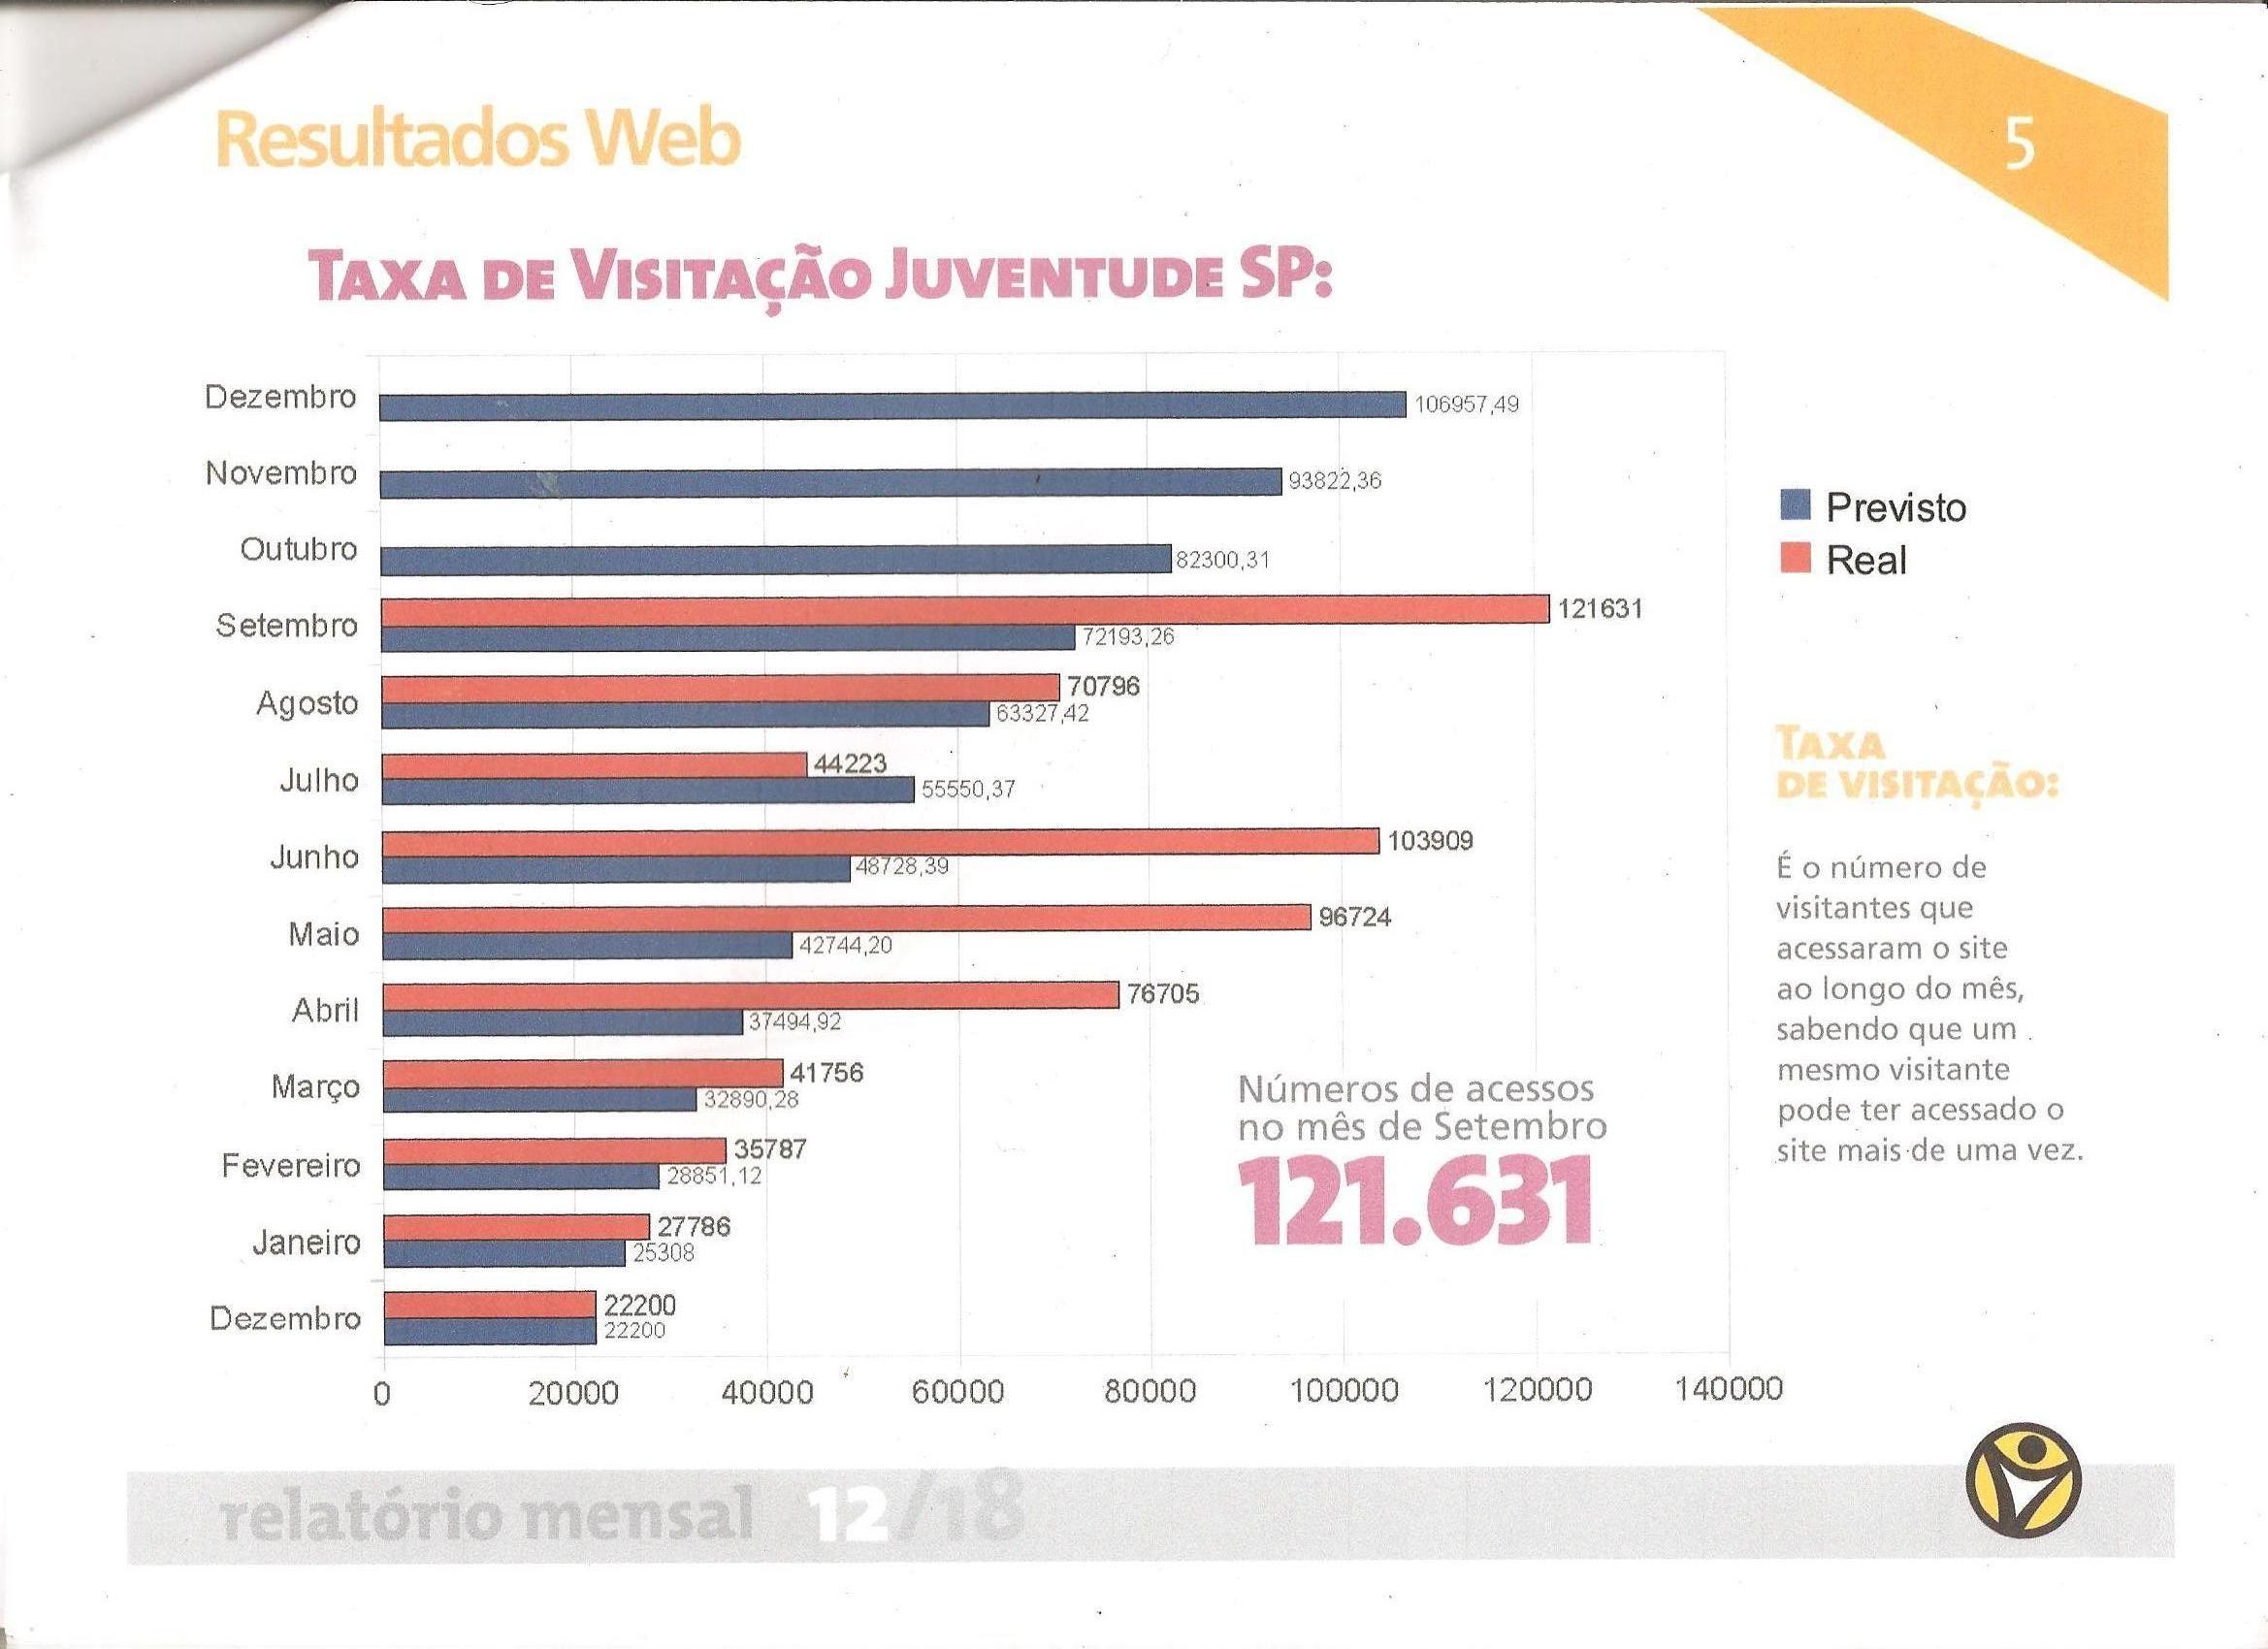 Resultados Web
5
TAXA DE VISITAÇÃO JUVENTUDE SP:
Dezembro
106957,49
Novembro
93822,36
Outubro
82300,31
Setembro
121631
72193,26
Agosto
70796
63327,42
Julho
44223
55550,37
Junho
103909
48728,39
Maio
96724
42744,20
Abril
76705
37494,92
Março
41756
32890,28
Fevereiro
35787
28851,12
Janeiro
27786
25308
Dezembro
22200
22200
0 20000 40000 60000 80000 100000 120000 140000
Números de acessos
no mês de Setembro
121.631
Previsto
Real
TAXA
DE VISITAÇÃO:
É o número de
visitantes que
acessaram o site
ao longo do mês,
sabendo que um
mesmo visitante
pode ter acessado o
site mais de uma vez.
relatório mensal 12/18